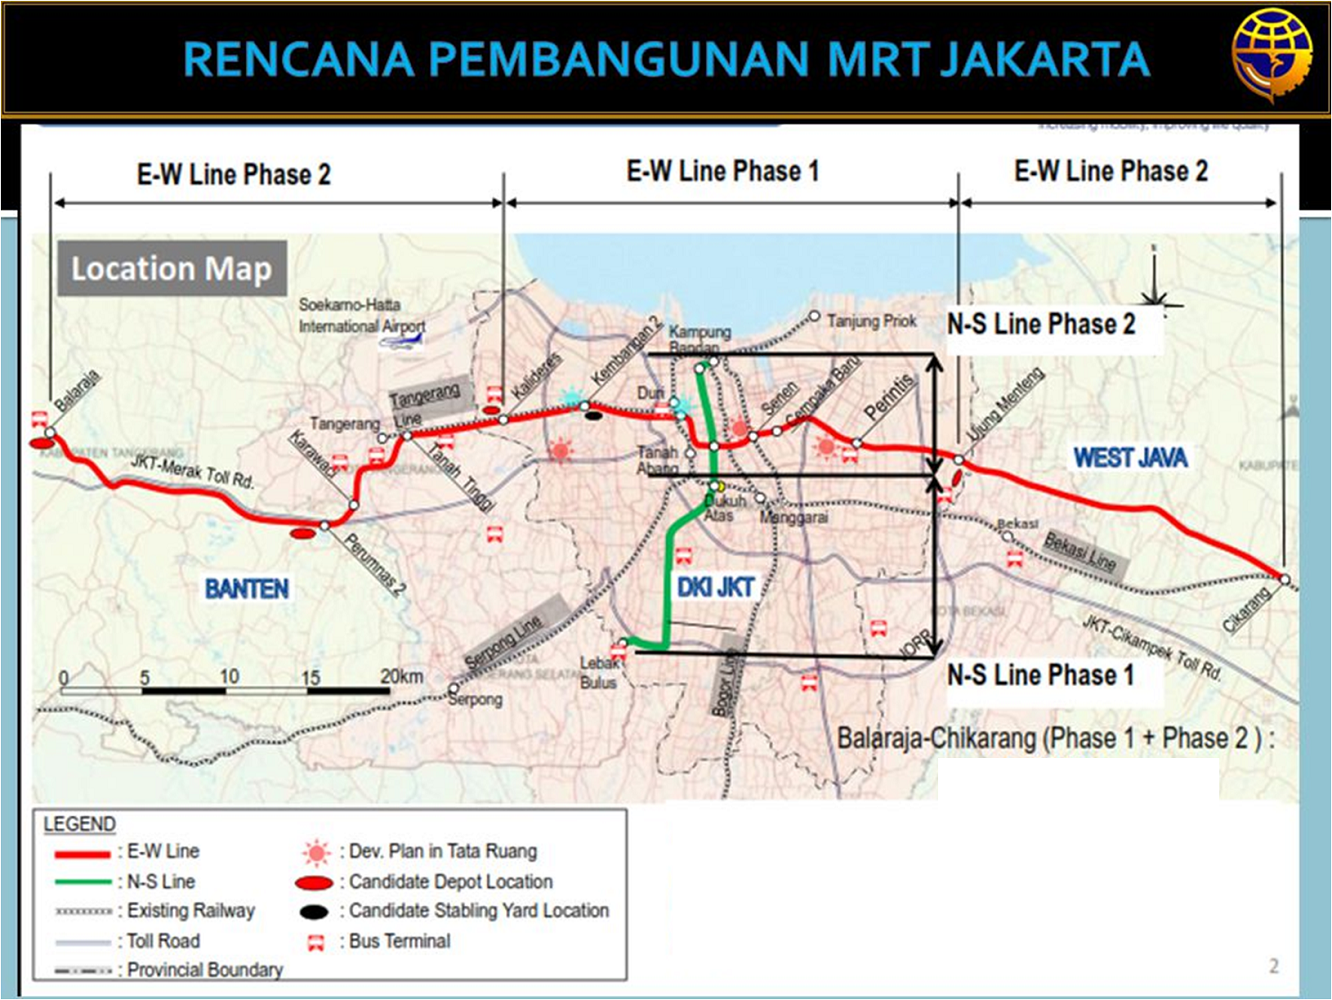 RENCANA PEMBANGUNAN MRT JAKARTA
Increasing mobility, improving life quality
E-W Line Phase 2
E-W Line Phase 1
E-W Line Phase 2
Location Map
Soekarno-Hatta
International Airport
Kampung
Bandan
Tanjung Priok
N-S Line Phase 2
Balaraja
Tangerang
Line
Kalideres
Kembangan 2
Duri
Senen
Cempaka Baru
Perintis
Ujung Menteng
Tangerang
Karawaci
KABUPATEN TANGERANG
JKT-Merak Toll Rd.
Tanah Tinggi
Tanah
Abang
WEST JAVA
KABUPATE
Dukuh
Atas
Manggarai
Bekasi
Bekasi Line
Perumnas 2
BANTEN
DKI JKT
KOTA BEKASI
Cikarang
JKT-Cikampek Toll Rd.
Serpong Line
JORR
Lebak
Bulus
Bogor Line
N-S Line Phase 1
0 5 10 15 20km
Serpong
Balaraja-Chikarang (Phase 1 + Phase 2 ) :
LEGEND
: E-W Line
: N-S Line
: Existing Railway
: Toll Road
: Provincial Boundary
: Dev. Plan in Tata Ruang
: Candidate Depot Location
: Candidate Stabling Yard Location
: Bus Terminal
2